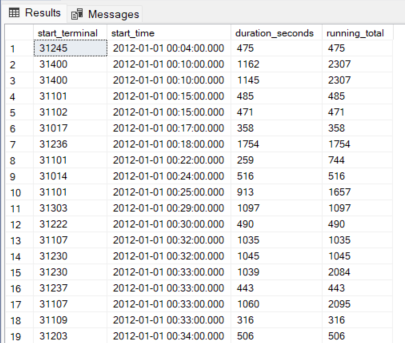 Results Messages
start_terminal start_time duration_seconds running_total
1 31245 2012-01-01 00:04:00.000 475 475
2 31400 2012-01-01 00:10:00.000 1162 2307
3 31400 2012-01-01 00:10:00.000 1145 2307
4 31101 2012-01-01 00:15:00.000 485 485
5 31102 2012-01-01 00:15:00.000 471 471
6 31017 2012-01-01 00:17:00.000 358 358
7 31236 2012-01-01 00:18:00.000 1754 1754
8 31101 2012-01-01 00:22:00.000 259 744
9 31014 2012-01-01 00:24:00.000 516 516
10 31101 2012-01-01 00:25:00.000 913 1657
11 31303 2012-01-01 00:29:00.000 1097 1097
12 31222 2012-01-01 00:30:00.000 490 490
13 31107 2012-01-01 00:32:00.000 1035 1035
14 31230 2012-01-01 00:32:00.000 1045 1045
15 31230 2012-01-01 00:33:00.000 1039 2084
16 31237 2012-01-01 00:33:00.000 443 443
17 31107 2012-01-01 00:33:00.000 1060 2095
18 31109 2012-01-01 00:33:00.000 316 316
19 31203 2012-01-01 00:34:00.000 506 506